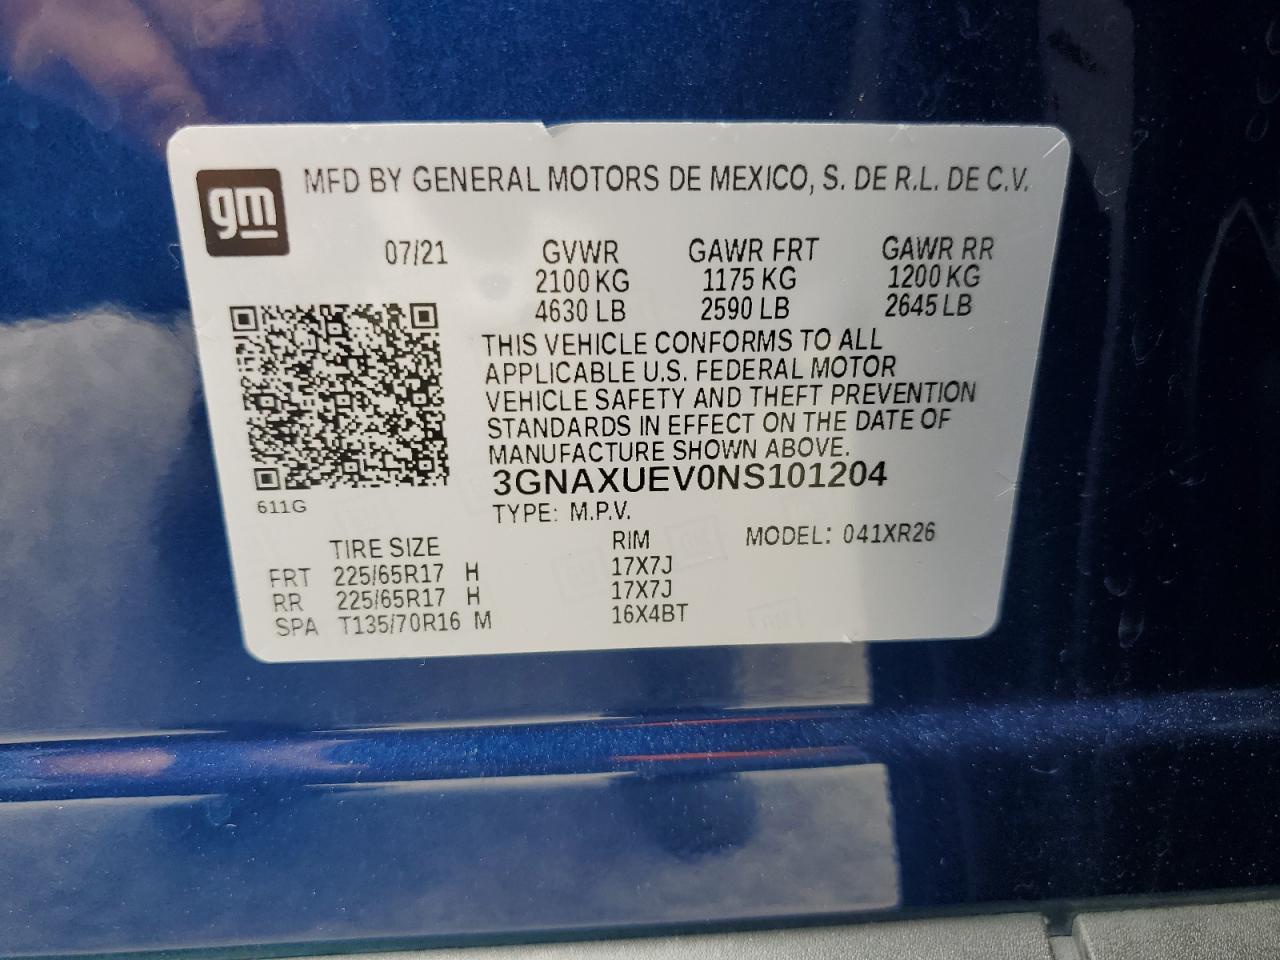 gm
MFD BY GENERAL MOTORS DE MEXICO, S. DE R.L. DE C.V.
07/21 GVWR GAWR FRT GAWR RR
2100 KG 1175 KG 1200 KG
4630 LB 2590 LB 2645 LB
THIS VEHICLE CONFORMS TO ALL
APPLICABLE U.S. FEDERAL MOTOR
VEHICLE SAFETY AND THEFT PREVENTION
STANDARDS IN EFFECT ON THE DATE OF
MANUFACTURE SHOWN ABOVE.
3GNAXUEV0NS101204
611G
TYPE: M.P.V.
TIRE SIZE RIM MODEL: 041XR26
FRT 225/65R17 H 17X7J
RR 225/65R17 H 17X7J
SPA T135/70R16 M 16X4BT